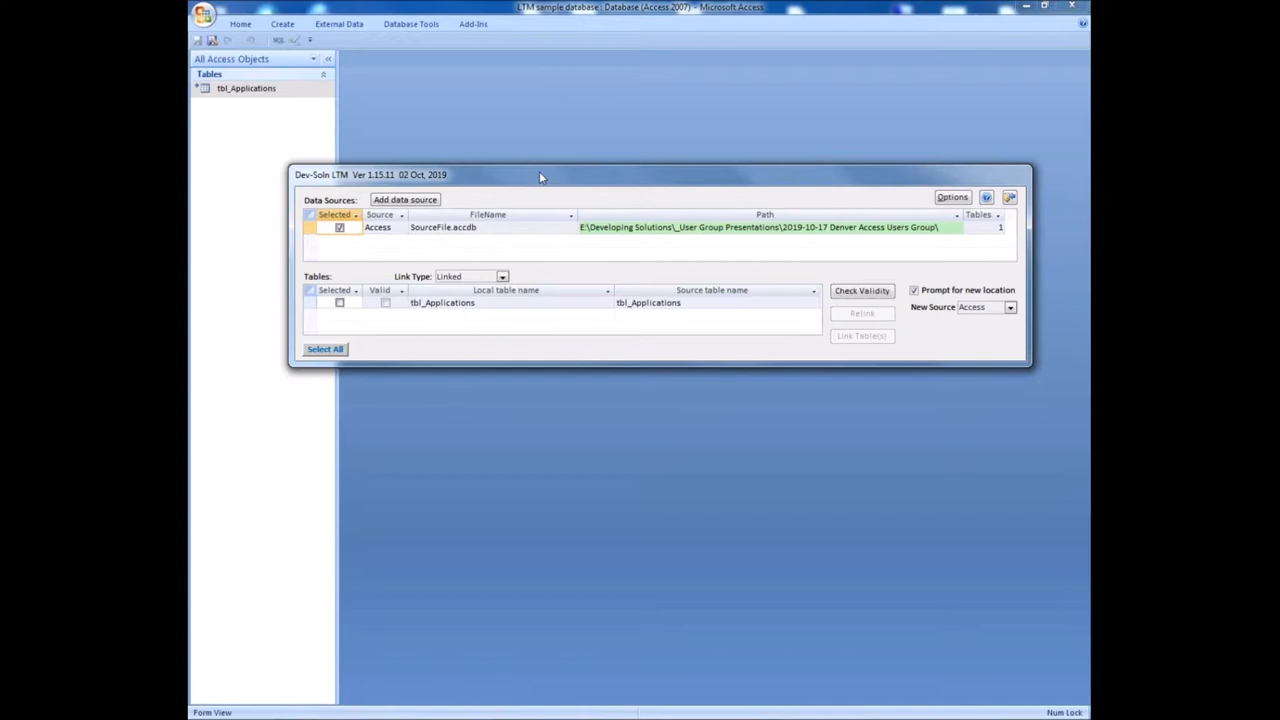 LTM sample database : Database (Access 2007) - Microsoft Access
Home Create External Data Database Tools Add-Ins
SQL
All Access Objects
Tables
tbl_Applications
Dev-Soln LTM Ver 1.15.11 02 Oct, 2019
Data Sources: Add data source Options
Selected Source FileName Path Tables
Access SourceFile.accdb E:\Developing Solutions\_User Group Presentations\2019-10-17 Denver Access Users Group\ 1
Tables: Link Type: Linked
Selected Valid Local table name Source table name Check Validity Prompt for new location
tbl_Applications tbl_Applications New Source Access
Relink
Link Table(s)
Select All
Form View Num Lock